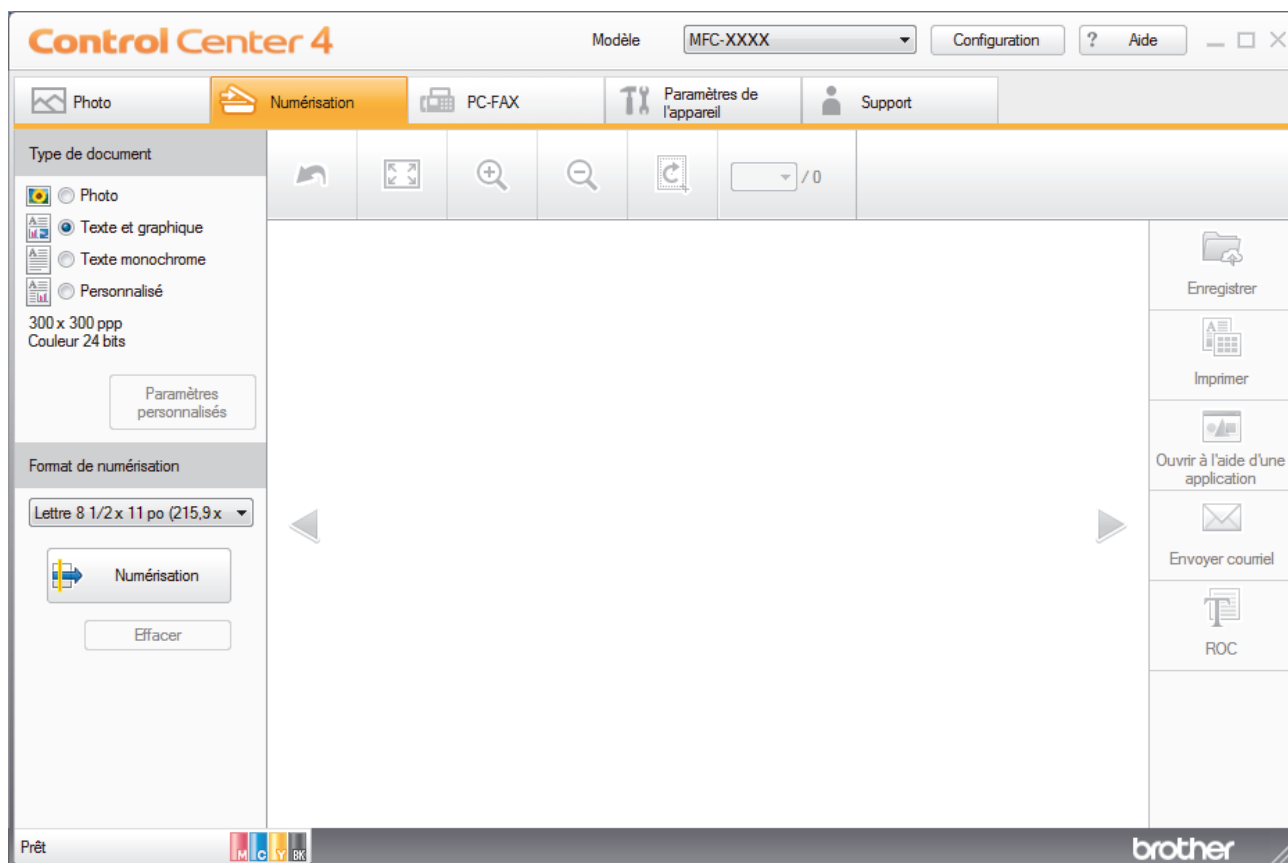 Control Center 4
Modèle
MFC-XXXX
Configuration
? Aide
Photo
Numérisation
PC-FAX
Paramètres de
l'appareil
Support
Type de document
/ 0
Photo
Texte et graphique
Texte monochrome
Personnalisé
300 x 300 ppp
Couleur 24 bits
Paramètres
personnalisés
Format de numérisation
Lettre 8 1/2 x 11 po (215,9 x
Numérisation
Effacer
Enregistrer
Imprimer
Ouvrir à l'aide d'une
application
Envoyer courriel
ROC
Prêt
M C Y BK
brother